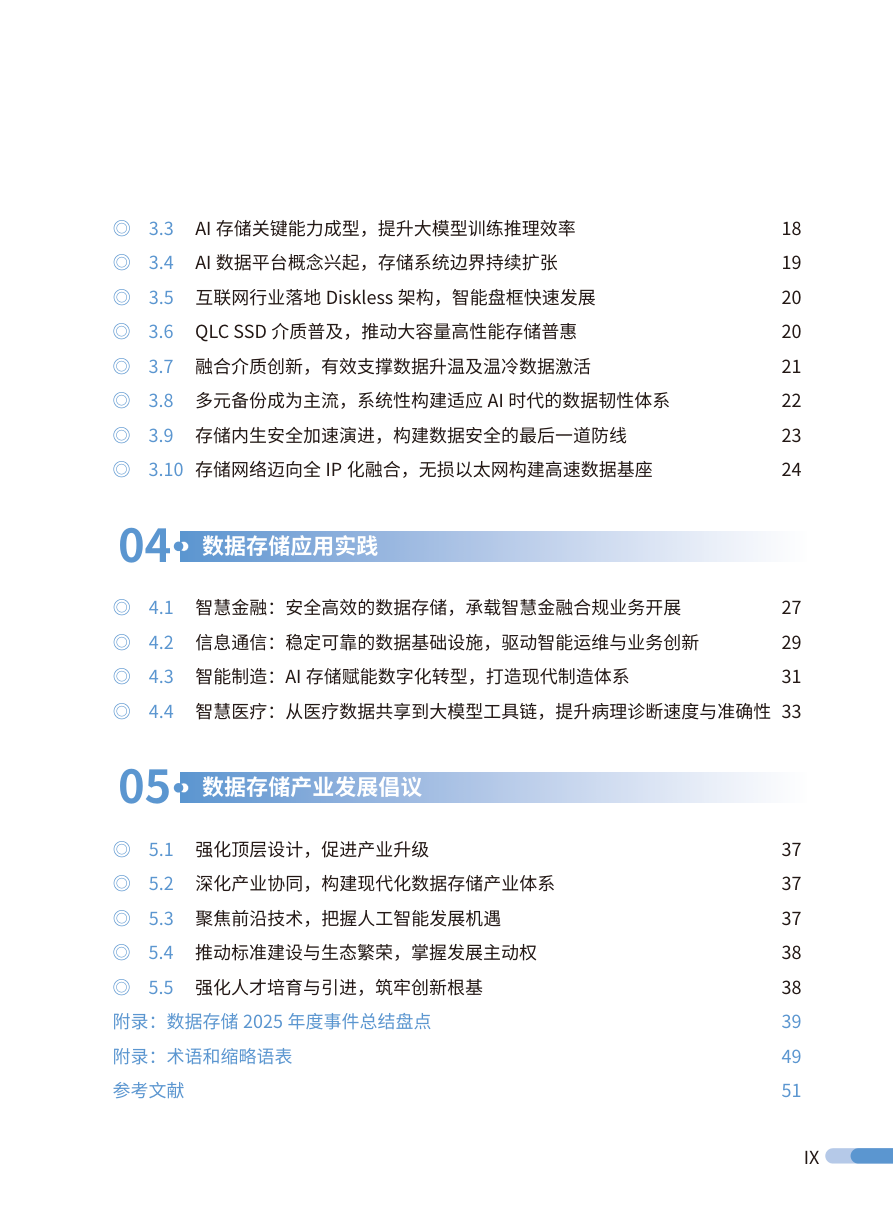 ◎ 3.3 AI 存储关键能力成型，提升大模型训练推理效率 18
◎ 3.4 AI 数据平台概念兴起，存储系统边界持续扩张 19
◎ 3.5 互联网行业落地 Diskless 架构，智能盘框快速发展 20
◎ 3.6 QLC SSD 介质普及，推动大容量高性能存储普惠 20
◎ 3.7 融合介质创新，有效支撑数据升温及温冷数据激活 21
◎ 3.8 多元备份成为主流，系统性构建适应 AI 时代的数据韧性体系 22
◎ 3.9 存储内生安全加速演进，构建数据安全的最后一道防线 23
◎ 3.10 存储网络迈向全 IP 化融合，无损以太网构建高速数据基座 24
04 数据存储应用实践
◎ 4.1 智慧金融：安全高效的数据存储，承载智慧金融合规业务开展 27
◎ 4.2 信息通信：稳定可靠的数据基础设施，驱动智能运维与业务创新 29
◎ 4.3 智能制造：AI 存储赋能数字化转型，打造现代制造体系 31
◎ 4.4 智慧医疗：从医疗数据共享到大模型工具链，提升病理诊断速度与准确性 33
05 数据存储产业发展倡议
◎ 5.1 强化顶层设计，促进产业升级 37
◎ 5.2 深化产业协同，构建现代化数据存储产业体系 37
◎ 5.3 聚焦前沿技术，把握人工智能发展机遇 37
◎ 5.4 推动标准建设与生态繁荣，掌握发展主动权 38
◎ 5.5 强化人才培育与引进，筑牢创新根基 38
附录：数据存储 2025 年度事件总结盘点 39
附录：术语和缩略语表 49
参考文献 51
IX